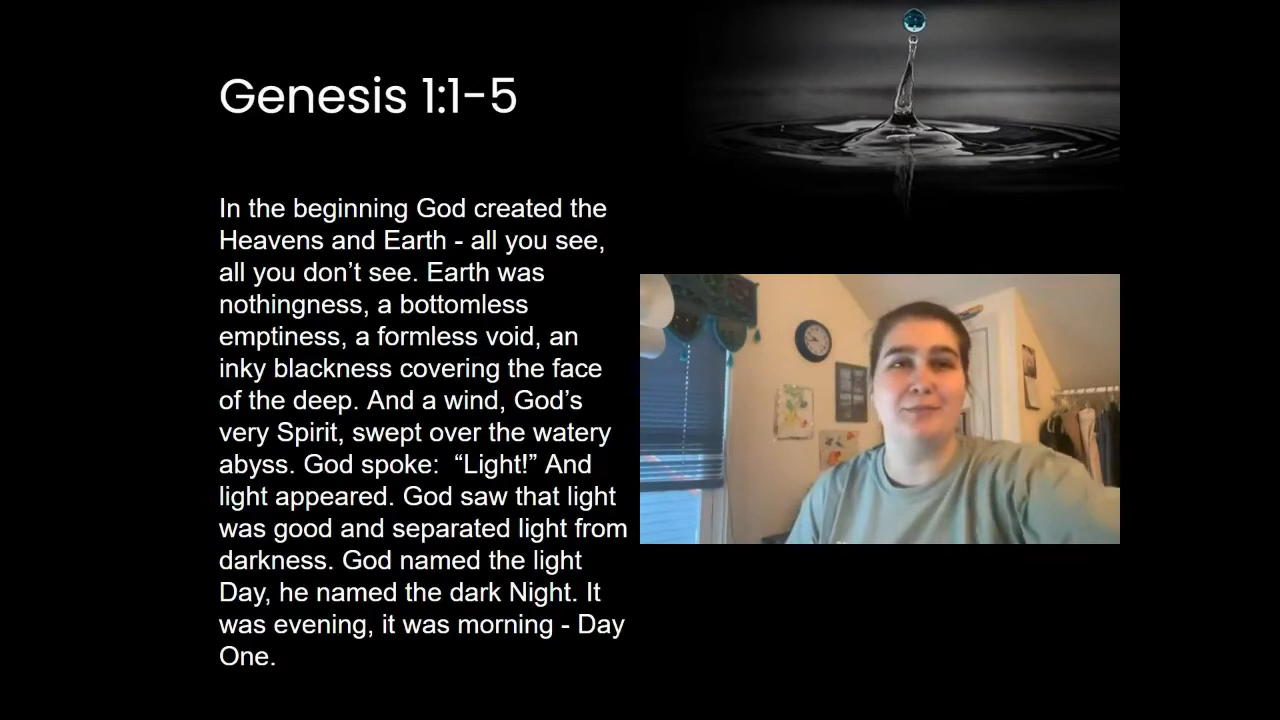 Genesis 1:1-5
In the beginning God created the
Heavens and Earth - all you see,
all you don’t see. Earth was
nothingness, a bottomless
emptiness, a formless void, an
inky blackness covering the face
of the deep. And a wind, God’s
very Spirit, swept over the watery
abyss. God spoke:  “Light!” And
light appeared. God saw that light
was good and separated light from
darkness. God named the light
Day, he named the dark Night. It
was evening, it was morning - Day
One.